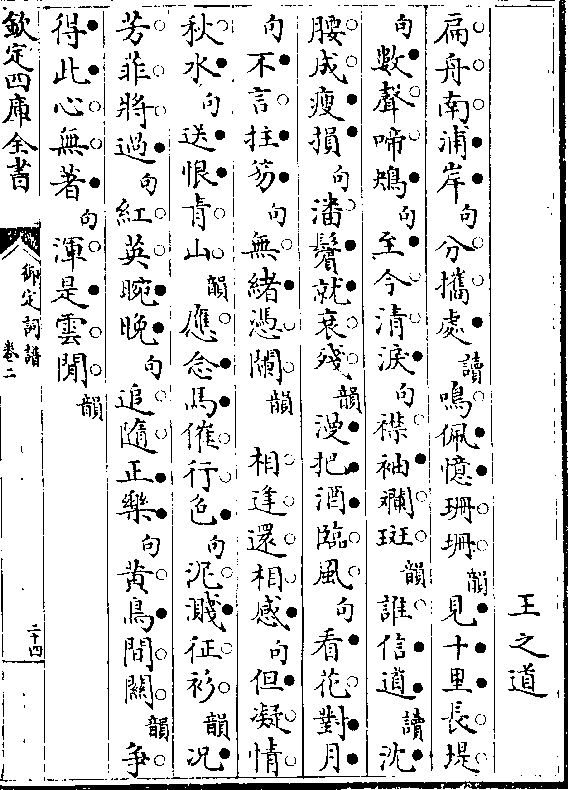 王之道
扁舟南浦岸句分攜處讀鳴佩憶珊珊韻見十里長堤
句數聲啼鴂句至今清淚句襟袖斕斑韻誰信道讀沈
腰成瘦損句潘鬢就衰殘韻漫把酒臨風句看花對月
句不言拄笏句無緒憑闌韻　相逢還相感句但凝情
秋水句送恨青山韻應念馬催行色句泥濺征衫韻况
芳菲將過句紅英晼晚句追隨正樂句黃鳥間關韻爭
得此心無著句渾是雲閒韻
欽定四庫全書
御定詞譜
卷二
二十四